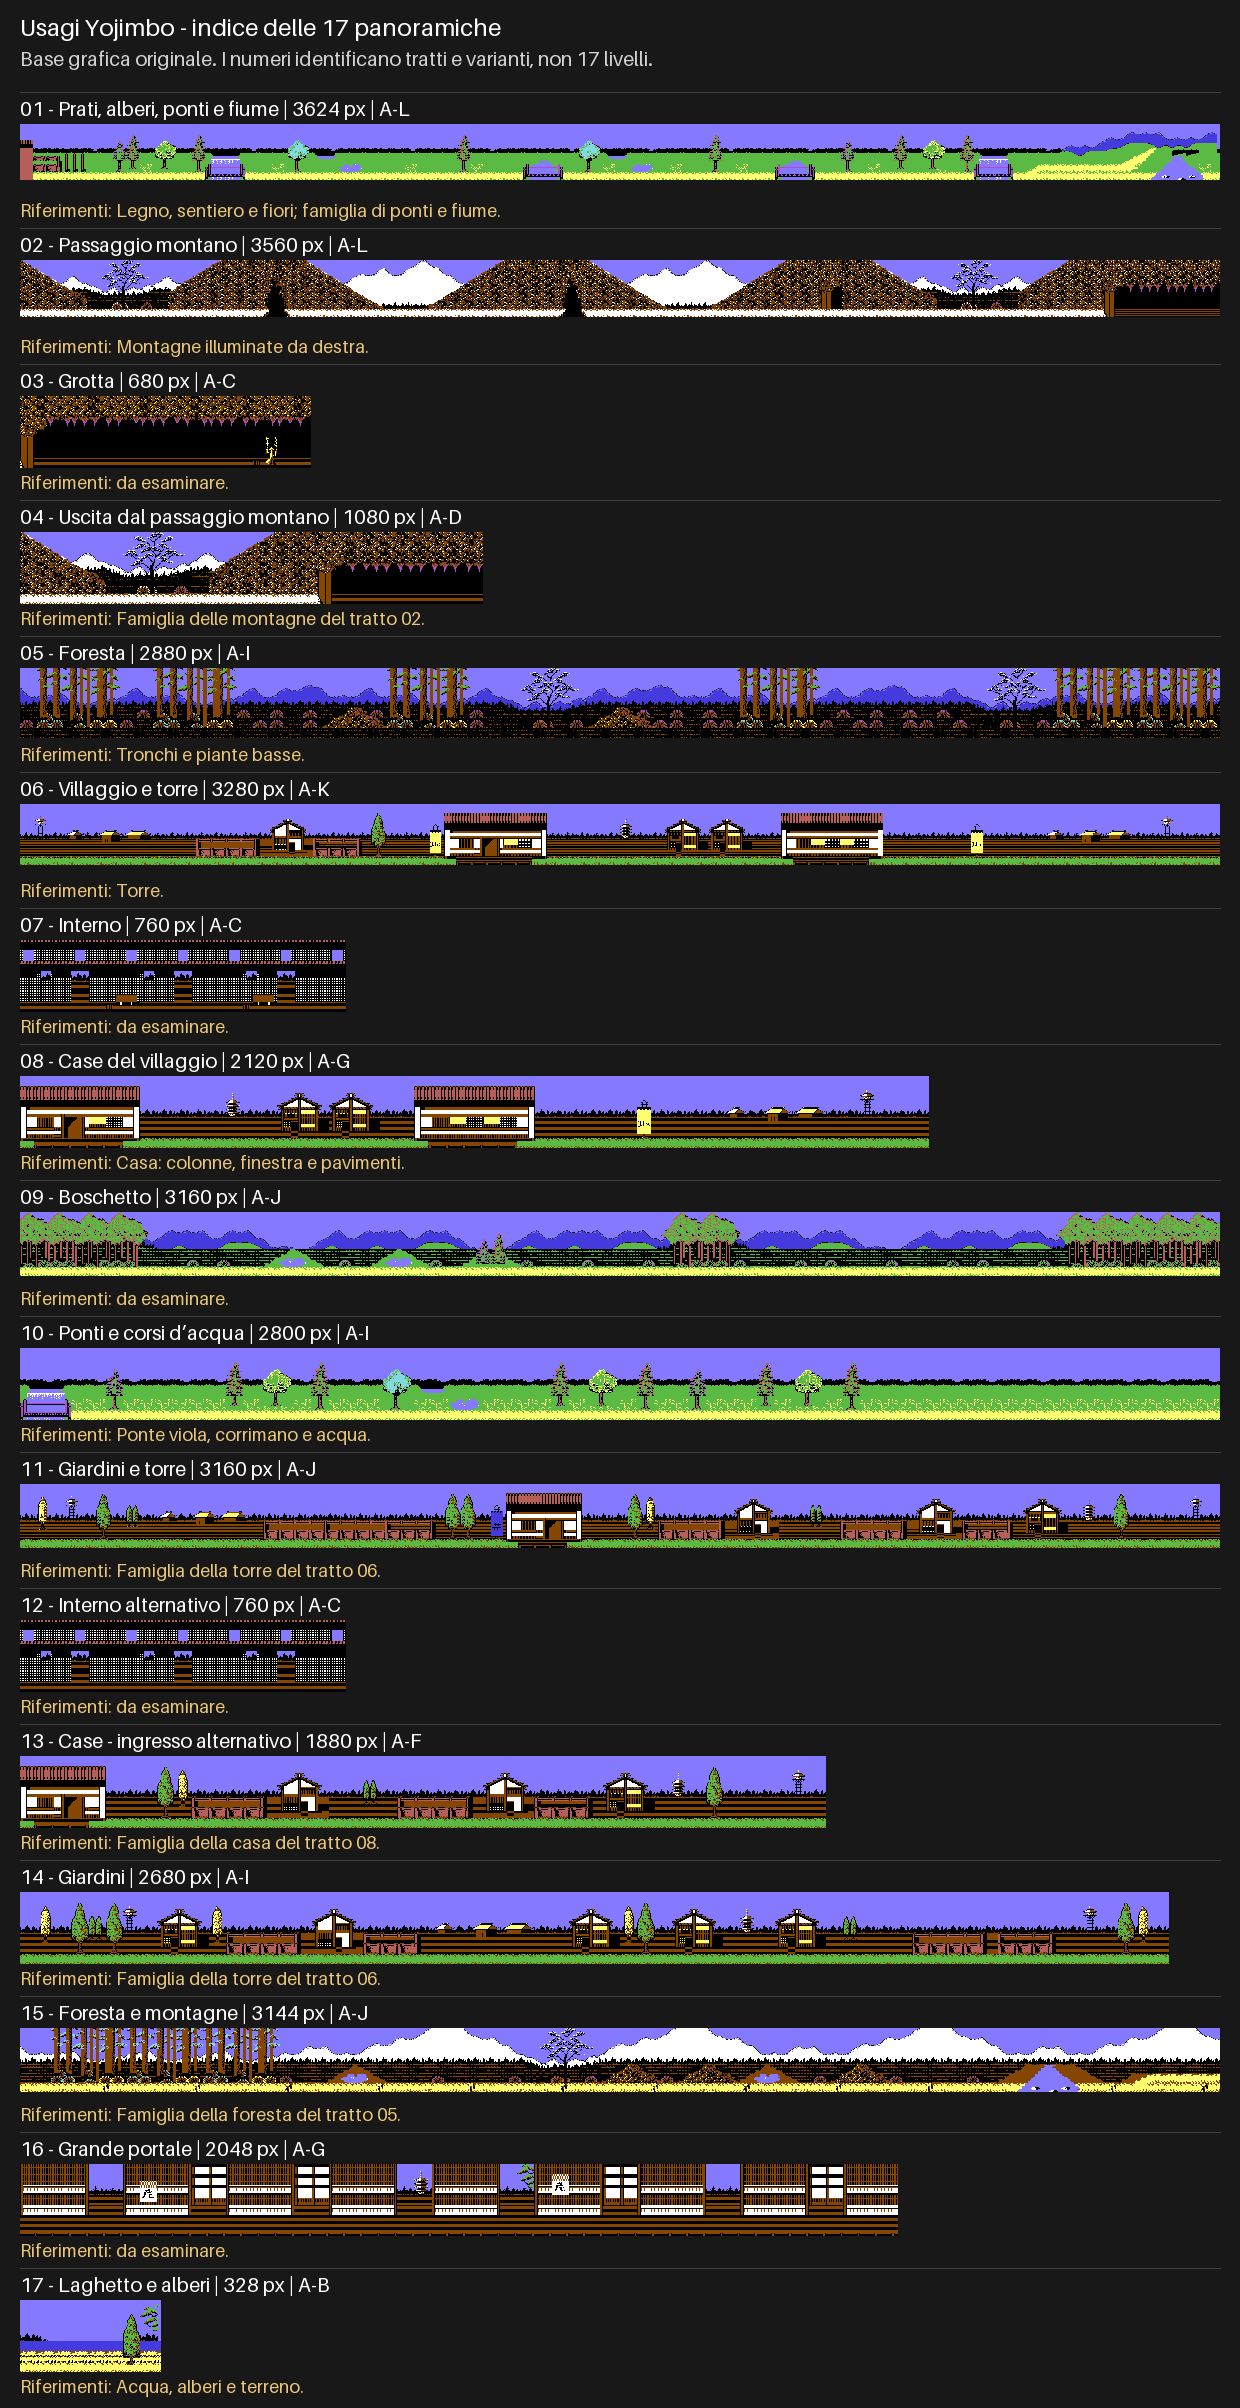 Usagi Yojimbo - indice delle 17 panoramiche
Base grafica originale. I numeri identificano tratti e varianti, non 17 livelli.
01 - Prati, alberi, ponti e fiume | 3624 px | A-L
Riferimenti: Legno, sentiero e fiori; famiglia di ponti e fiume.
02 - Passaggio montano | 3560 px | A-L
Riferimenti: Montagne illuminate da destra.
03 - Grotta | 680 px | A-C
Riferimenti: da esaminare.
04 - Uscita dal passaggio montano | 1080 px | A-D
Riferimenti: Famiglia delle montagne del tratto 02.
05 - Foresta | 2880 px | A-I
Riferimenti: Tronchi e piante basse.
06 - Villaggio e torre | 3280 px | A-K
Riferimenti: Torre.
07 - Interno | 760 px | A-C
Riferimenti: da esaminare.
08 - Case del villaggio | 2120 px | A-G
Riferimenti: Casa: colonne, finestra e pavimenti.
09 - Boschetto | 3160 px | A-J
Riferimenti: da esaminare.
10 - Ponti e corsi d’acqua | 2800 px | A-I
Riferimenti: Ponte viola, corrimano e acqua.
11 - Giardini e torre | 3160 px | A-J
Riferimenti: Famiglia della torre del tratto 06.
12 - Interno alternativo | 760 px | A-C
Riferimenti: da esaminare.
13 - Case - ingresso alternativo | 1880 px | A-F
Riferimenti: Famiglia della casa del tratto 08.
14 - Giardini | 2680 px | A-I
Riferimenti: Famiglia della torre del tratto 06.
15 - Foresta e montagne | 3144 px | A-J
Riferimenti: Famiglia della foresta del tratto 05.
16 - Grande portale | 2048 px | A-G
Riferimenti: da esaminare.
17 - Laghetto e alberi | 328 px | A-B
Riferimenti: Acqua, alberi e terreno.